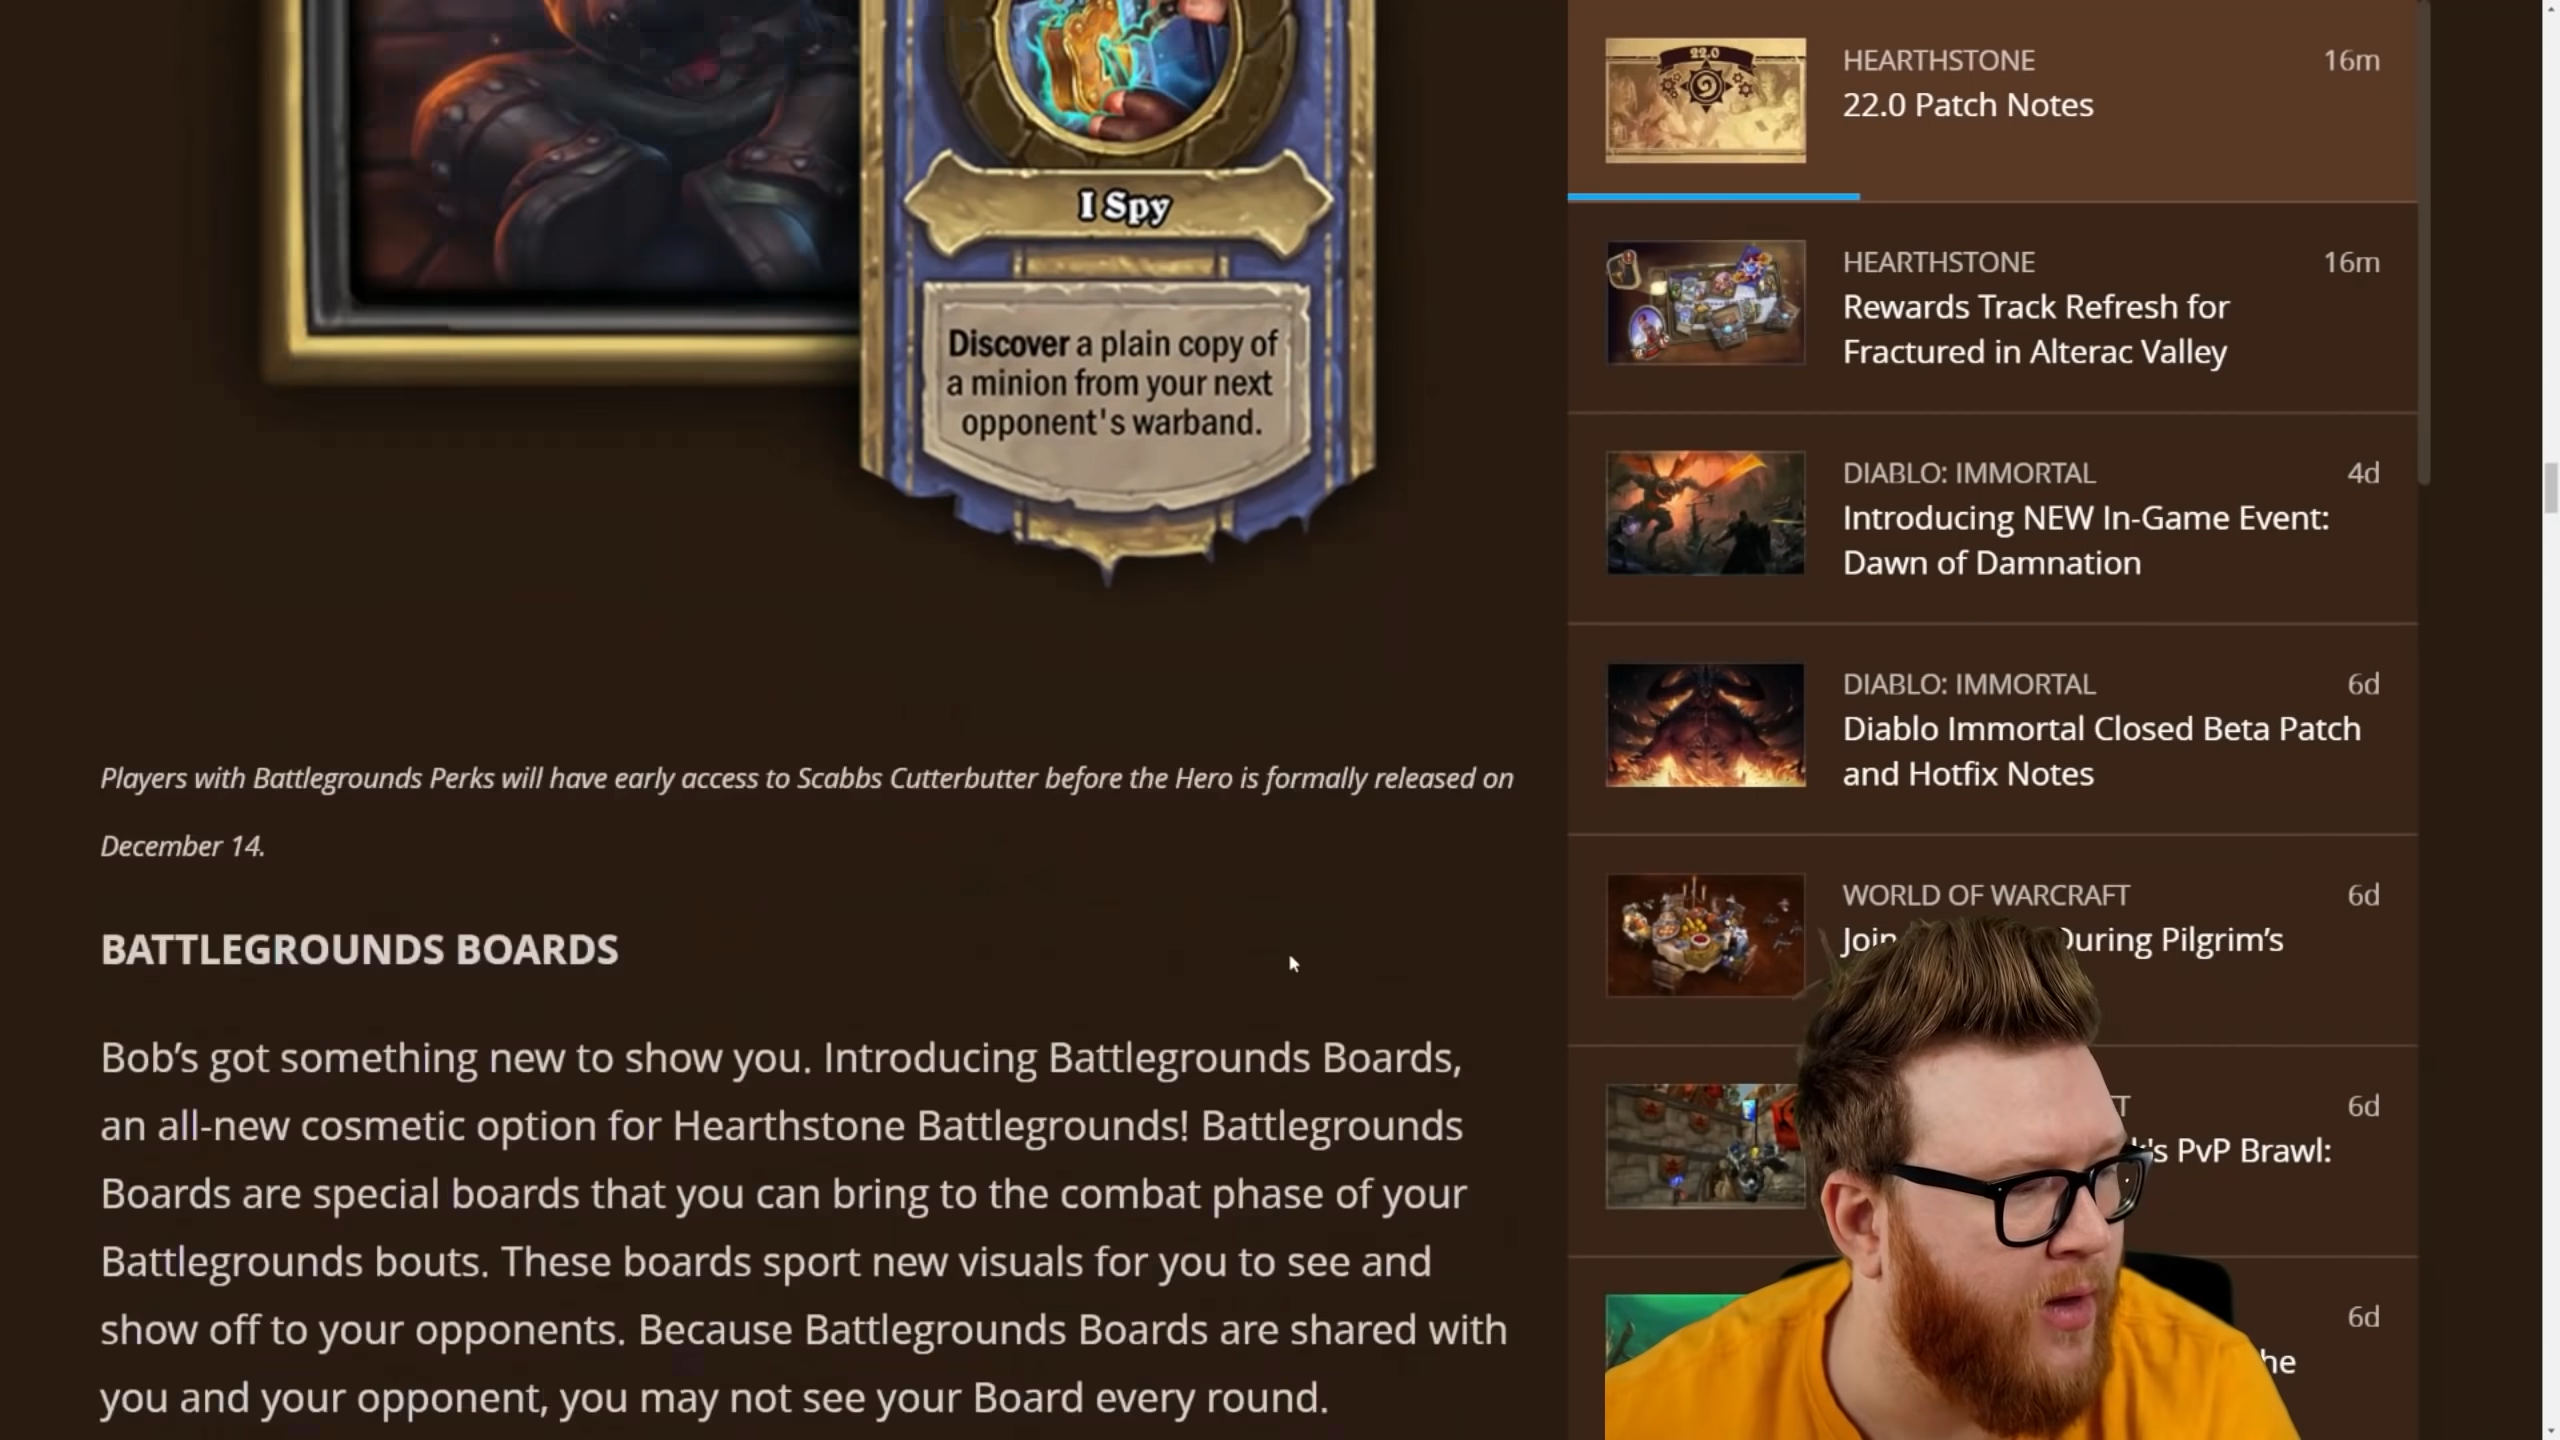 I Spy
Discover a plain copy of
a minion from your next
opponent's warband.
Players with Battlegrounds Perks will have early access to Scabbs Cutterbutter before the Hero is formally released on
December 14.
BATTLEGROUNDS BOARDS
Bob’s got something new to show you. Introducing Battlegrounds Boards,
an all-new cosmetic option for Hearthstone Battlegrounds! Battlegrounds
Boards are special boards that you can bring to the combat phase of your
Battlegrounds bouts. These boards sport new visuals for you to see and
show off to your opponents. Because Battlegrounds Boards are shared with
you and your opponent, you may not see your Board every round.
22.0
HEARTHSTONE 16m
22.0 Patch Notes
HEARTHSTONE 16m
Rewards Track Refresh for
Fractured in Alterac Valley
DIABLO: IMMORTAL 4d
Introducing NEW In-Game Event:
Dawn of Damnation
DIABLO: IMMORTAL 6d
Diablo Immortal Closed Beta Patch
and Hotfix Notes
WORLD OF WARCRAFT 6d
Join During Pilgrim’s
6d
PvP Brawl:
6d